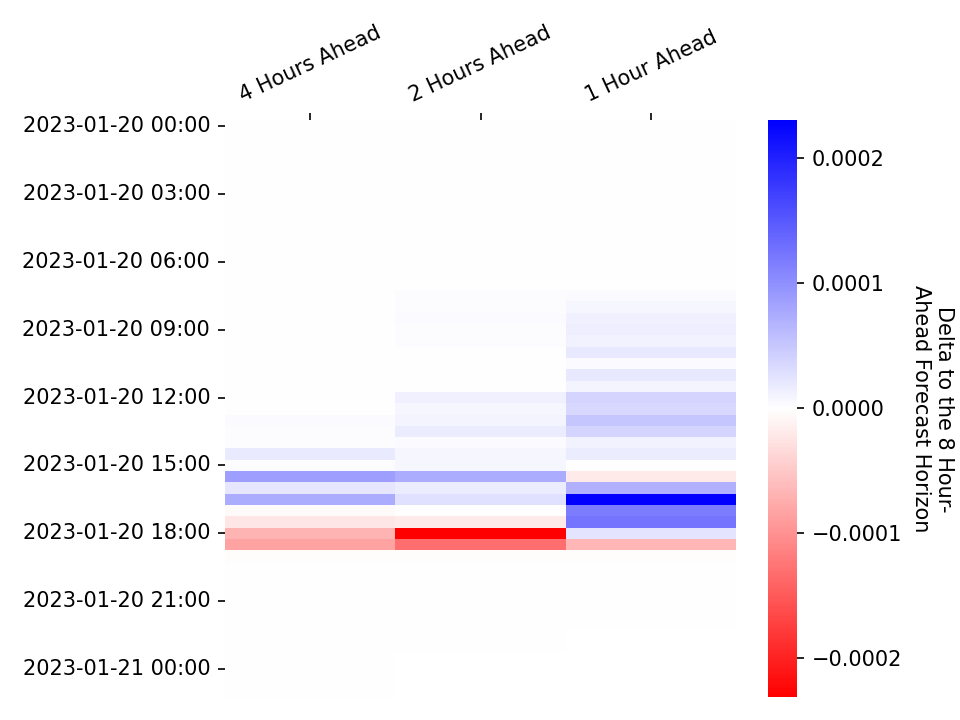 4 Hours Ahead
2 Hours Ahead
1 Hour Ahead
2023-01-20 00:00
2023-01-20 03:00
2023-01-20 06:00
2023-01-20 09:00
2023-01-20 12:00
2023-01-20 15:00
2023-01-20 18:00
2023-01-20 21:00
2023-01-21 00:00
0.0002
0.0001
0.0000
−0.0001
−0.0002
Delta to the 8 Hour-
Ahead Forecast Horizon